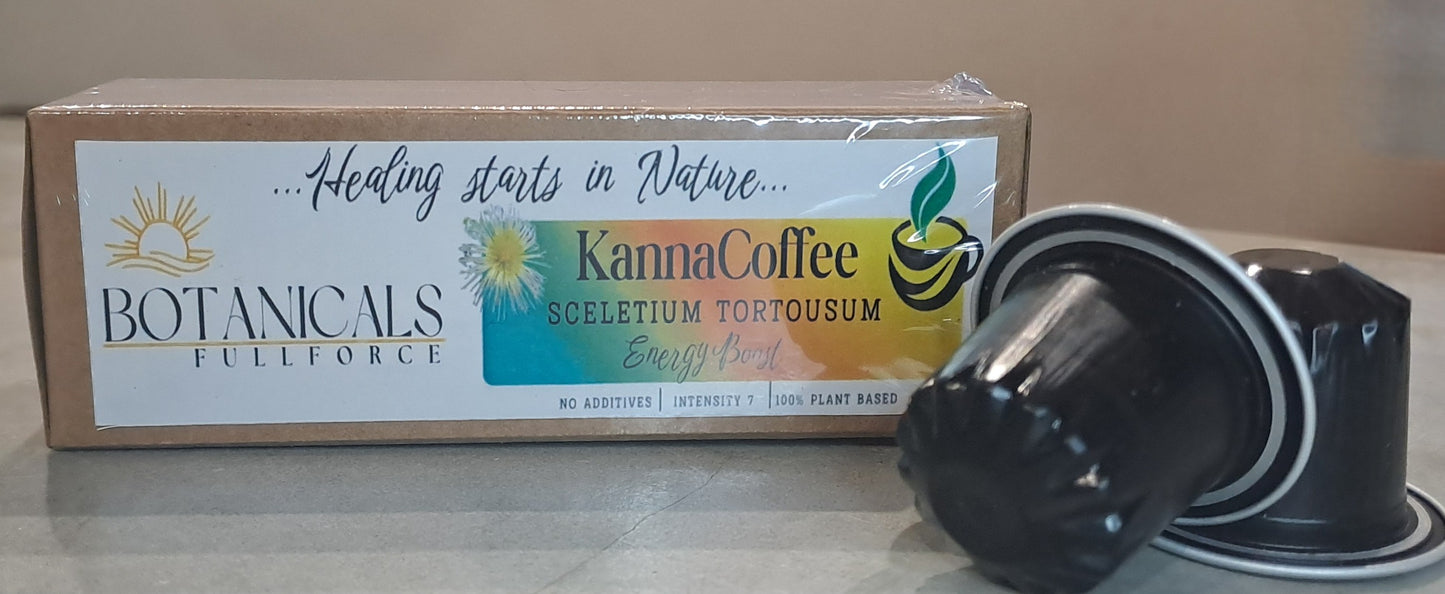 ...Healing starts in Nature...
BOTANICALS
FULLFORCE
KannaCoffee
SCELETIUM TORTOUSUM
Energy Boost
NO ADDITIVES | INTENSITY 7 | 100% PLANT BASED